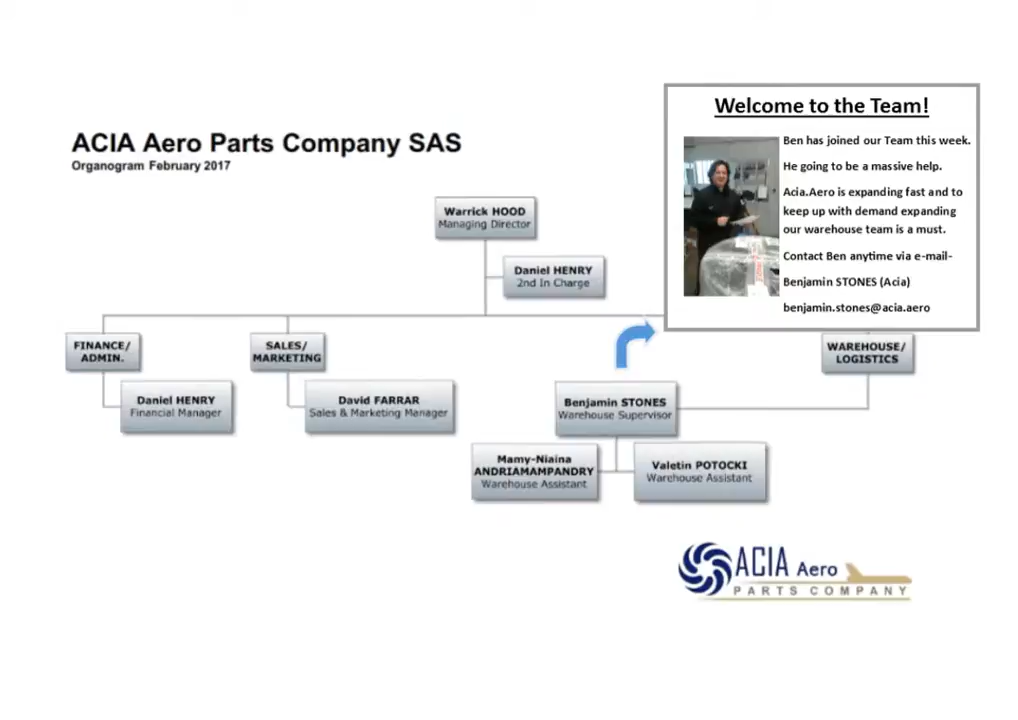 Welcome to the Team!
Ben has joined our Team this week.
He going to be a massive help.
Acia.Aero is expanding fast and to
keep up with demand expanding
our warehouse team is a must.
Contact Ben anytime via e-mail-
Benjamin STONES (Acia)
benjamin.stones@acia.aero
ACIA Aero Parts Company SAS
Organogram February 2017
Warrick HOOD
Managing Director
Daniel HENRY
2nd In Charge
FINANCE/
ADMIN.
SALES/
MARKETING
WAREHOUSE/
LOGISTICS
Daniel HENRY
Financial Manager
David FARRAR
Sales & Marketing Manager
Benjamin STONES
Warehouse Supervisor
Mamy-Niaina
ANDRIAMAMPANDRY
Warehouse Assistant
Valetin POTOCKI
Warehouse Assistant
ACIA Aero
PARTS COMPANY